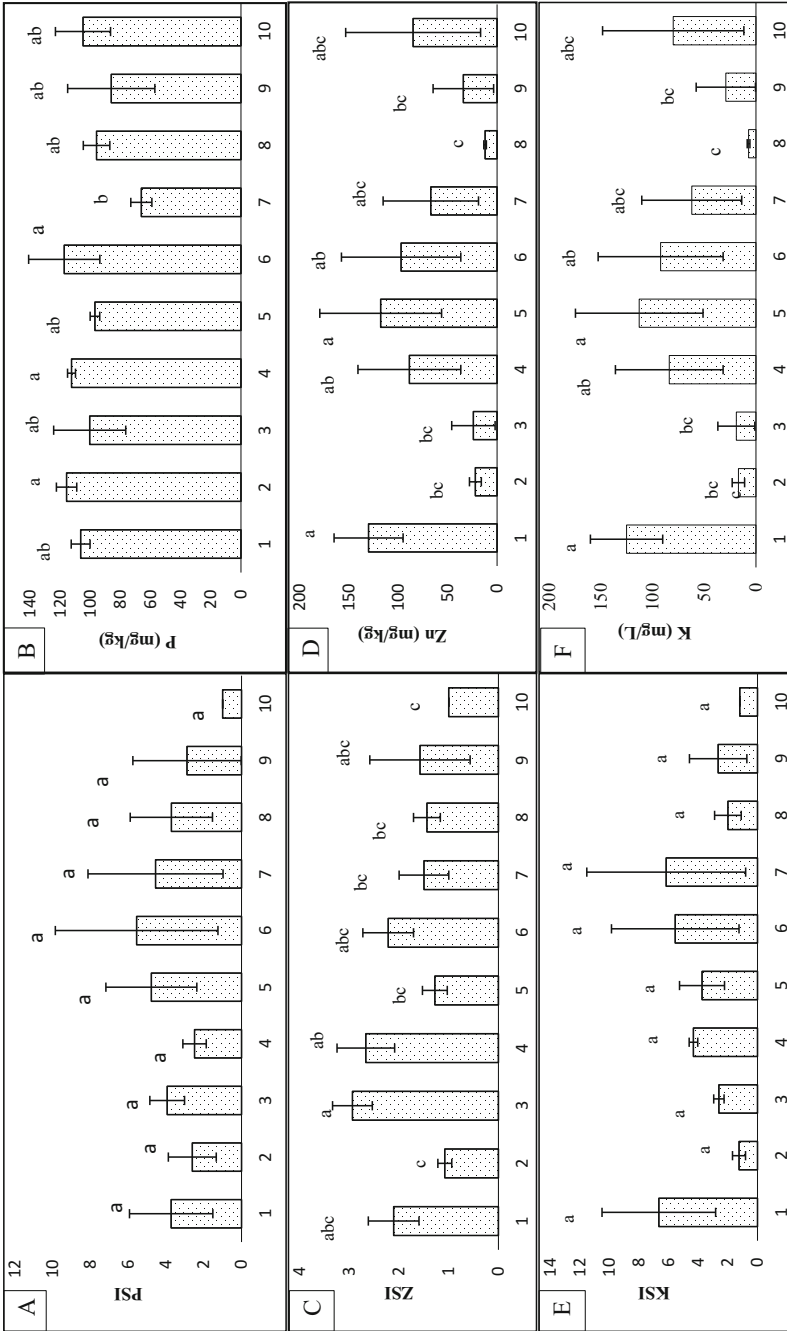 A
PSI
12
10
8
6
4
2
0
a a a a a a a a a a
1 2 3 4 5 6 7 8 9 10
B
P (mg/kg)
140
120
100
80
60
40
20
0
ab a ab a ab a b ab ab ab
1 2 3 4 5 6 7 8 9 10
C
ZSI
4
3
2
1
0
abc c a ab bc abc bc bc abc c
1 2 3 4 5 6 7 8 9 10
D
Zn (mg/kg)
200
150
100
50
0
a bc bc ab a ab abc c bc abc
1 2 3 4 5 6 7 8 9 10
E
KSI
14
12
10
8
6
4
2
0
a a a a a a a a a a
1 2 3 4 5 6 7 8 9 10
F
K (mg/L)
200
150
100
50
0
a bc c bc ab a ab abc c bc abc
1 2 3 4 5 6 7 8 9 10